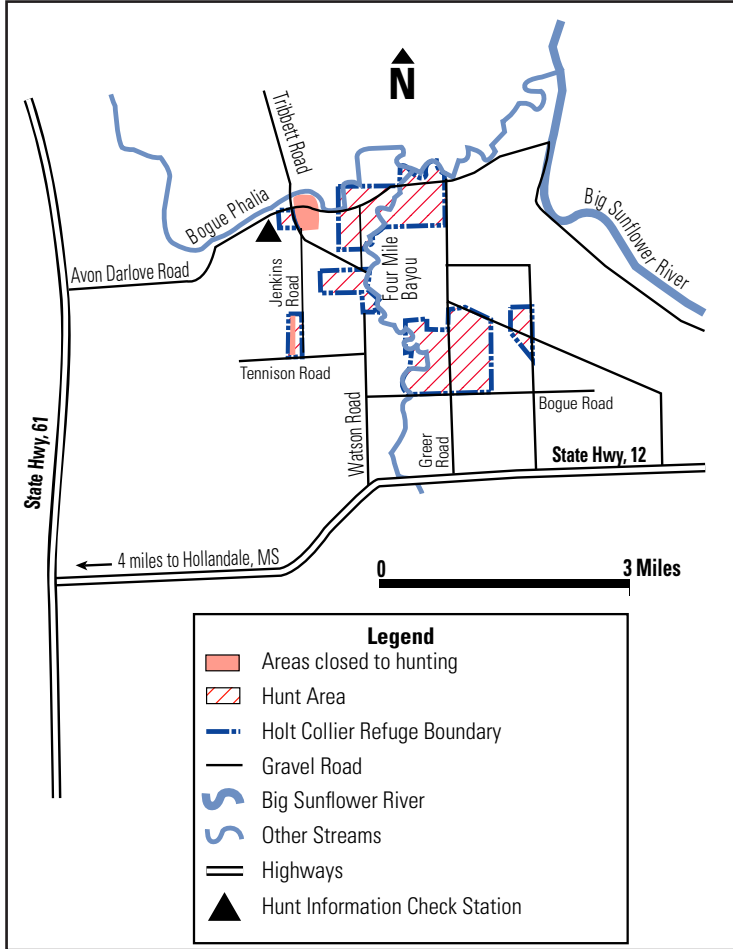 N
Tribbett Road
Bogue Phalia
Big Sunflower River
Avon Darlove Road
Jenkins
Road
Four Mile
Bayou
Tennison Road
Watson Road
Greer
Road
Bogue Road
State Hwy, 12
State Hwy, 61
4 miles to Hollandale, MS
0
3 Miles
Legend
Areas closed to hunting
Hunt Area
Holt Collier Refuge Boundary
Gravel Road
Big Sunflower River
Other Streams
Highways
Hunt Information Check Station